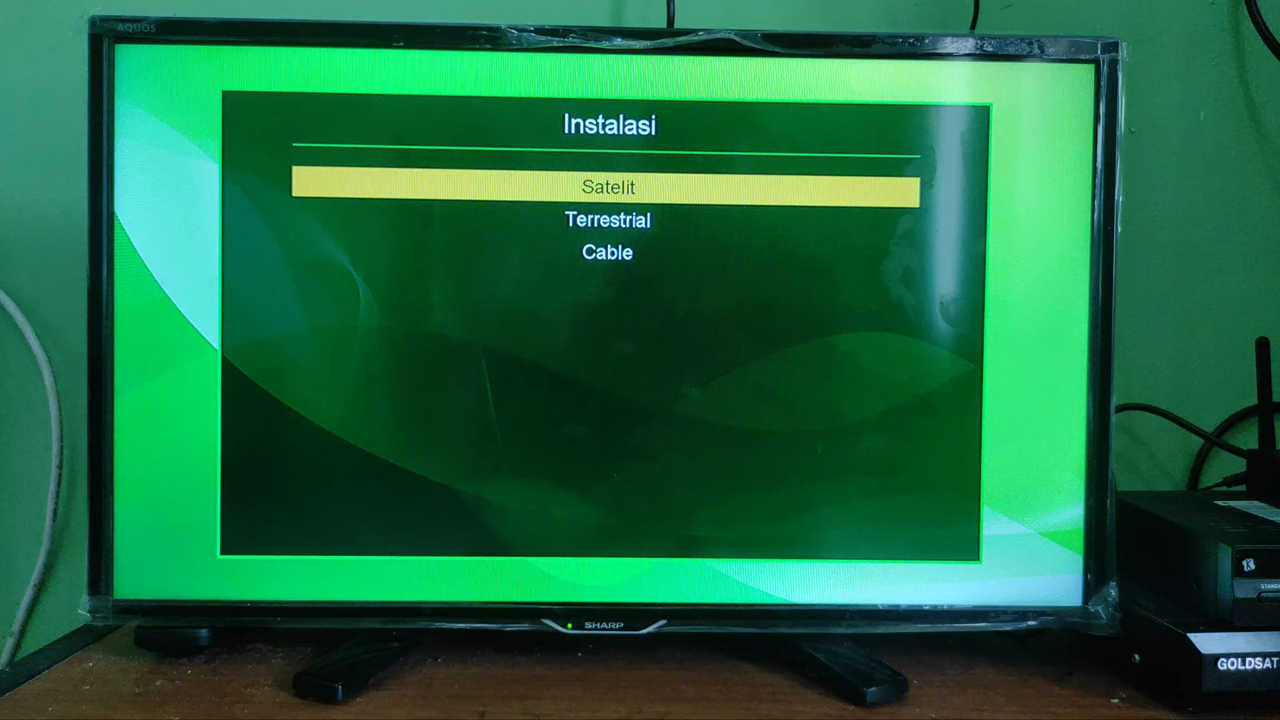 AQUOS
Instalasi
Satelit
Terrestrial
Cable
SHARP
GOLDSAT